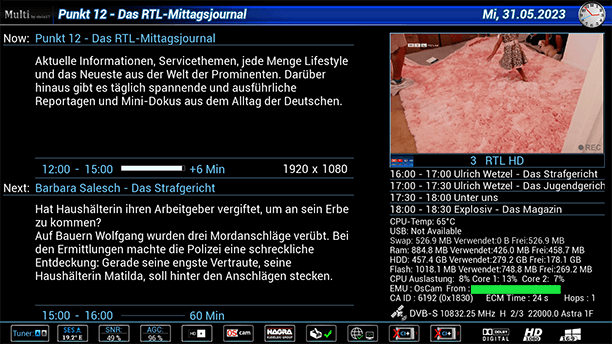 Multi
Punkt 12 - Das RTL-Mittagsjournal
Mi, 31.05.2023
Now: Punkt 12 - Das RTL-Mittagsjournal
Aktuelle Informationen, Servicethemen, jede Menge Lifestyle
und das Neueste aus der Welt der Prominenten. Darüber
hinaus gibt es täglich spannende und ausführliche
Reportagen und Mini-Dokus aus dem Alltag der Deutschen.
12:00 - 15:00 +6 Min 1920 x 1080
Next: Barbara Salesch - Das Strafgericht
Hat Haushälterin ihren Arbeitgeber vergiftet, um an sein Erbe
zu kommen?
Auf Bauern Wolfgang wurden drei Mordanschläge verübt. Bei
den Ermittlungen machte die Polizei eine schreckliche
Entdeckung: Gerade seine engste Vertraute, seine
Haushälterin Matilda, soll hinter den Anschlägen stecken.
15:00 - 16:00 60 Min
REC
3 RTL HD
16:00 - 17:00 Ulrich Wetzel - Das Strafgericht
17:00 - 17:30 Ulrich Wetzel - Das Jugendgericht
17:30 - 18:00 Unter uns
18:00 - 18:30 Explosiv - Das Magazin
CPU-Temp: 65°C
USB: Not Available
Swap: 526.9 MB Verwendet:0 B Frei:526.9 MB
Ram: 884.8 MB Verwendet:426.0 MB Frei:458.7 MB
HDD: 457.4 GB Verwendet:279.2 GB Frei:178.1 GB
Flash: 1018.1 MB Verwendet:748.8 MB Frei:269.2 MB
CPU Auslastung: 8% Core 1: 13% Core 2: 7%
EMU : OsCam From :
CA ID : 6192 (0x1830) ECM Time : 24 s Hops : 1
DVB-S 10832.25 MHz H 2/3 22000.0 Astra 1F
Tuner A B
SES
19.2° E
SNR:
49 %
AGC:
96 %
HD
OS cam
NAGRA
KUDELSKI GROUP
CI+
CI+
DOLBY
DIGITAL
HD
1080
16:9